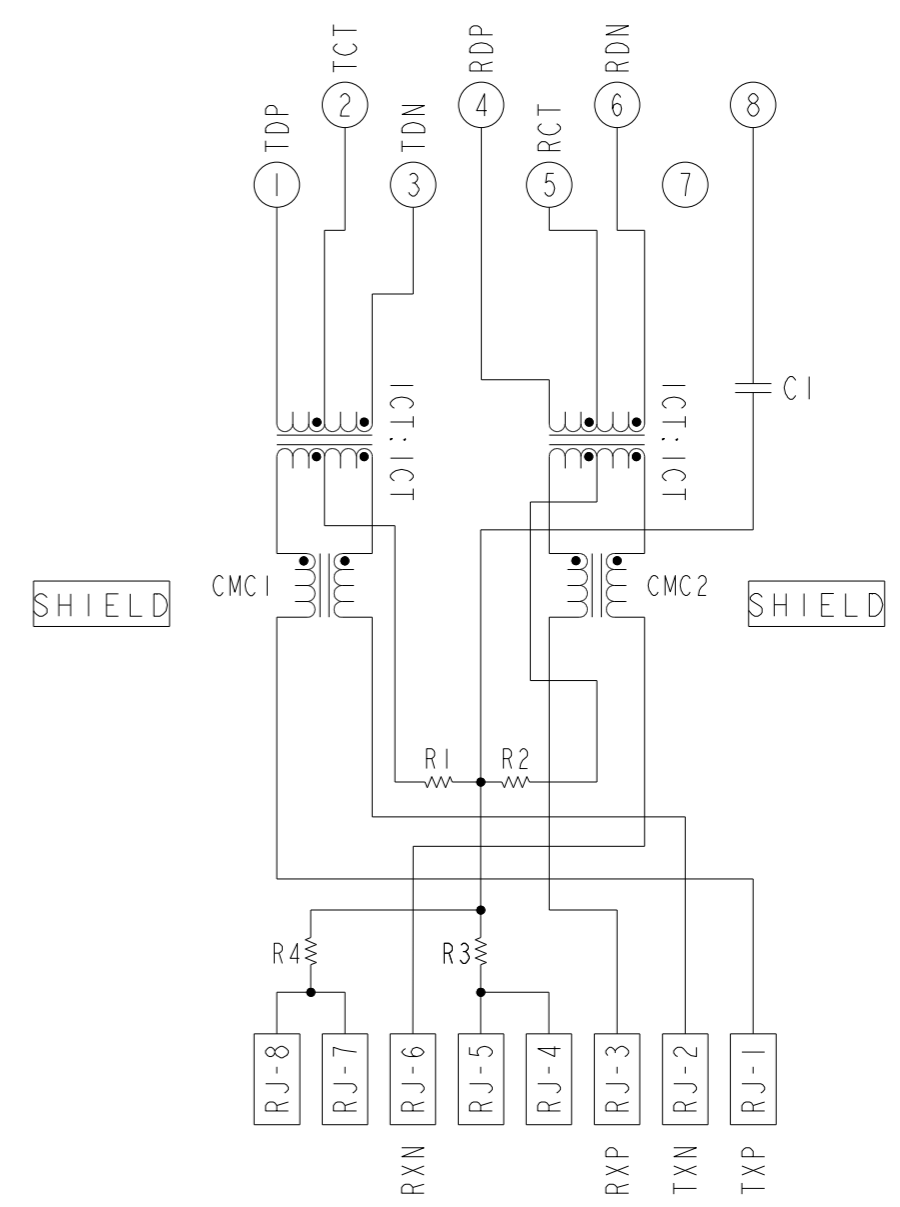 TCT
RDP
RDN
2
4
6
8
TDP
TDN
RCT
1
3
5
7
1CT:1CT
1CT:1CT
C1
SHIELD
CMC1
CMC2
SHIELD
R1
R2
R4
R3
RJ-8
RJ-7
RJ-6
RJ-5
RJ-4
RJ-3
RJ-2
RJ-1
RXN
RXP
TXN
TXP